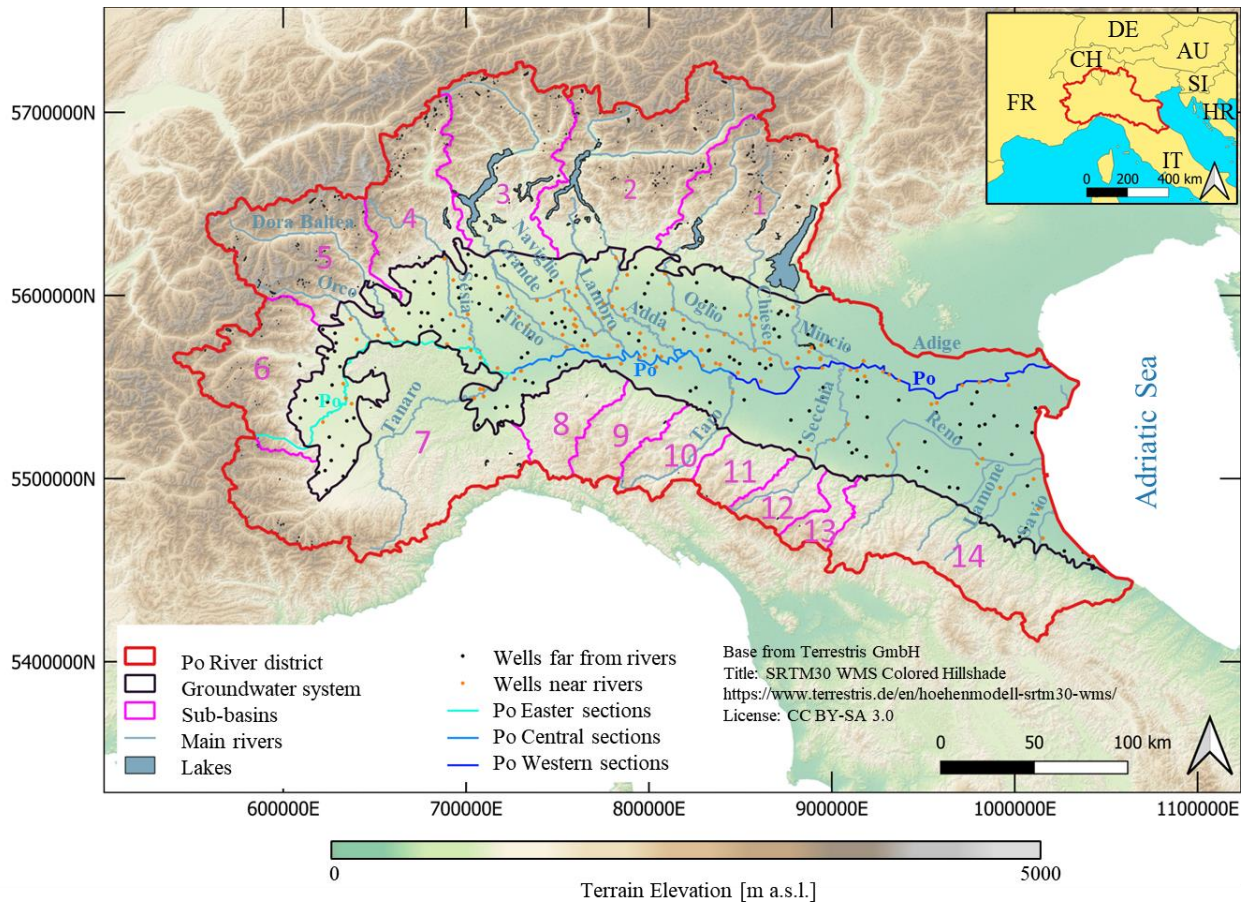 DE
CH
AU
SI
FR
HR
IT
0 200 400 km
5700000N
5600000N
5500000N
5400000N
1
2
3
4
5
6
7
8
9
10
11
12
13
14
Dora Baltea
Orco
Sesia
Naviglio
Grande
Ticino
Lambro
Adda
Oglio
Chiese
Mincio
Adige
Po
Po
Po
Tanaro
Taro
Secchia
Reno
Lamone
Savio
Adriatic Sea
Po River district
Groundwater system
Sub-basins
Main rivers
Lakes
Wells far from rivers
Wells near rivers
Po Easter sections
Po Central sections
Po Western sections
Base from Terrestris GmbH
Title: SRTM30 WMS Colored Hillshade
https://www.terrestris.de/en/hoehenmodell-srtm30-wms/
License: CC BY-SA 3.0
0 50 100 km
600000E 700000E 800000E 900000E 1000000E 1100000E
0 5000
Terrain Elevation [m a.s.l.]